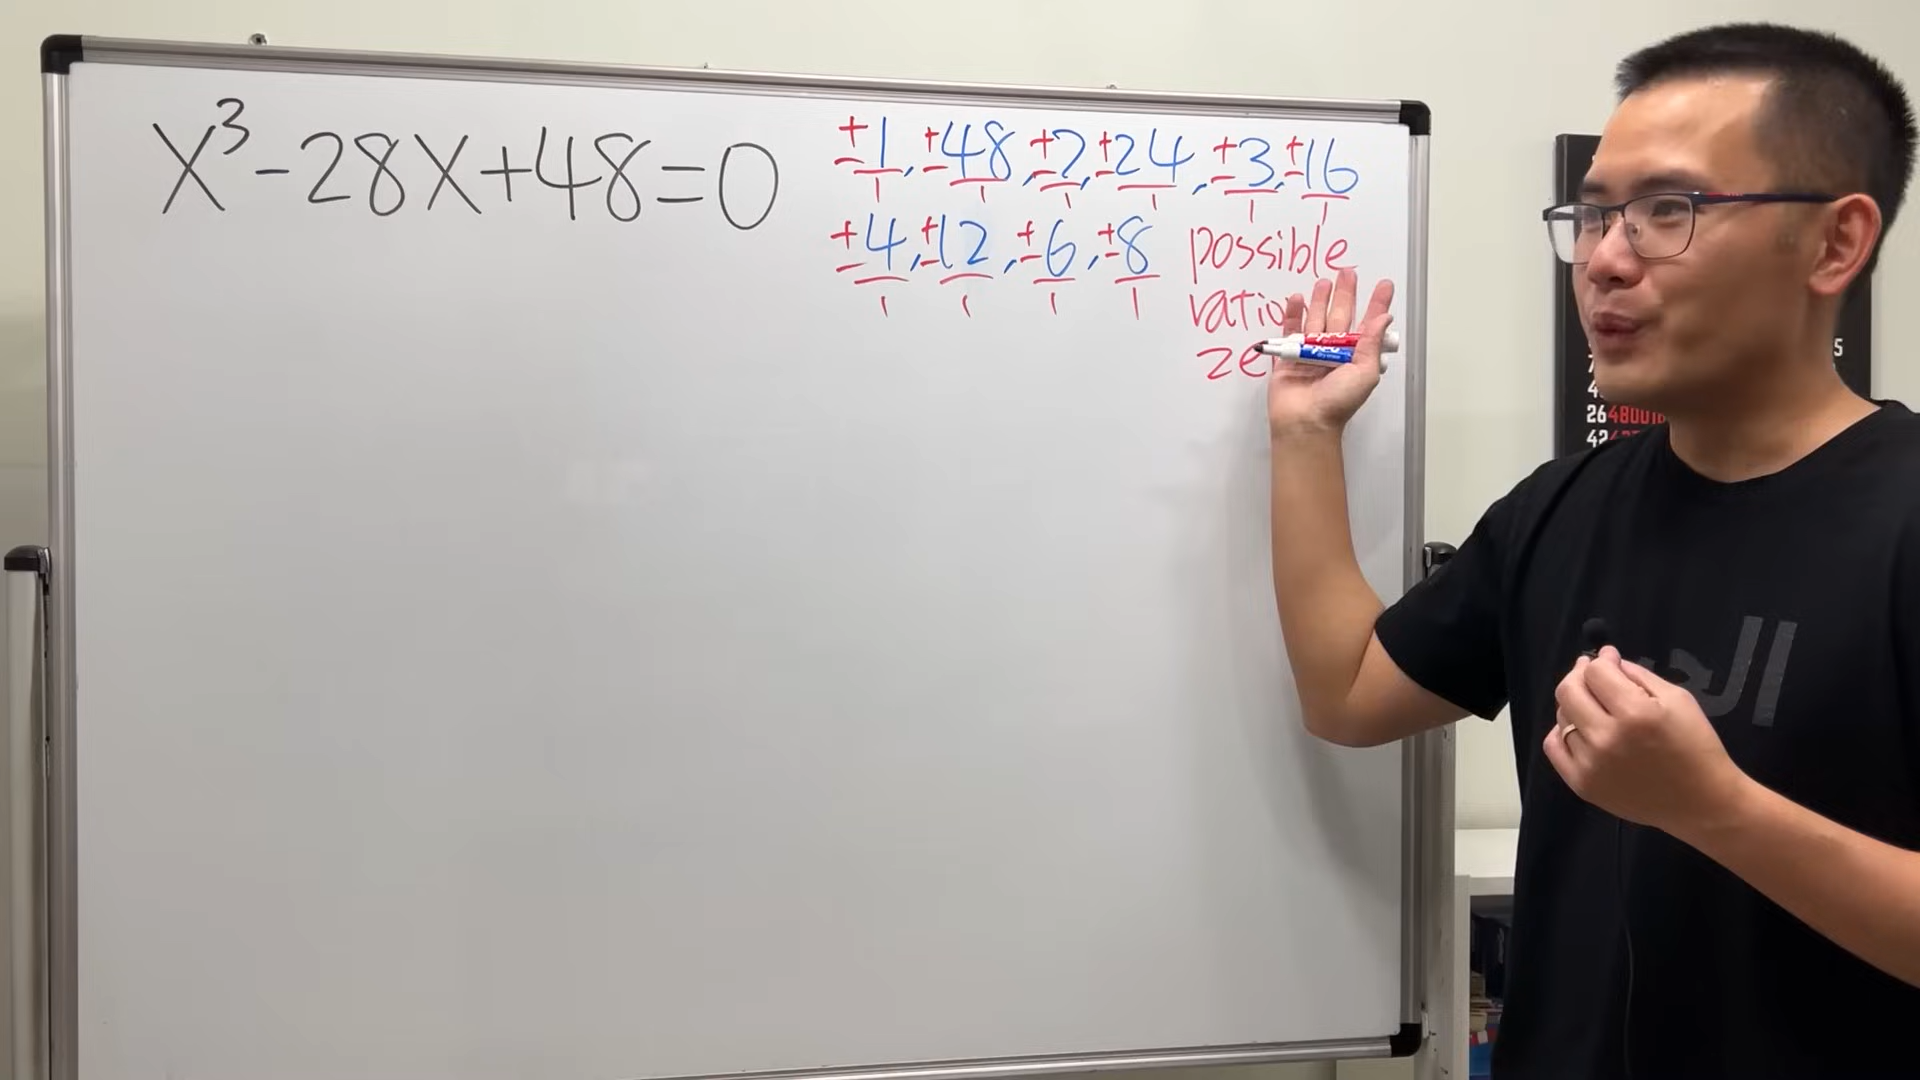 x³-28x+48=0
±1/1, ±48/1, ±2/1, ±24/1, ±3/1, ±16/1
±4/1, ±12/1, ±6/1, ±8/1
possible
26480016